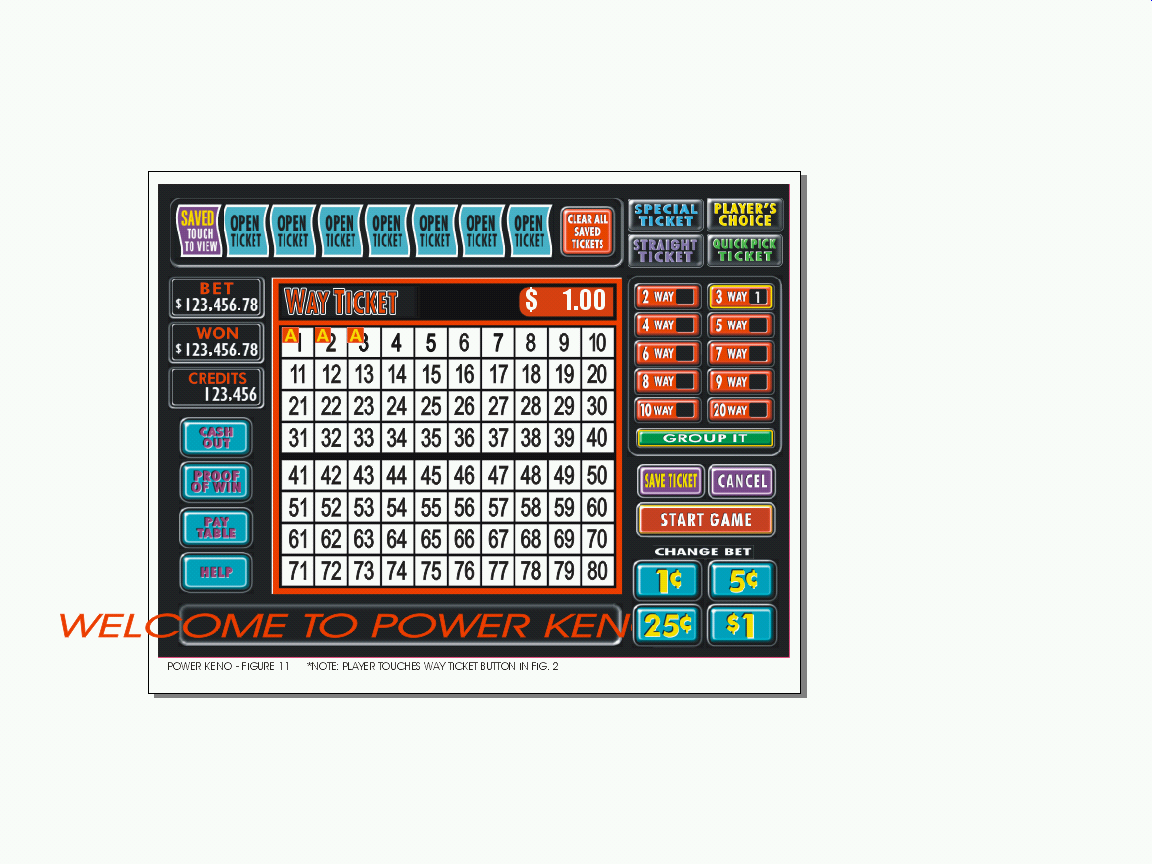 SAVED TOUCH TO VIEW
OPEN TICKET
OPEN TICKET
OPEN TICKET
OPEN TICKET
OPEN TICKET
OPEN TICKET
OPEN TICKET
CLEAR ALL SAVED TICKETS
SPECIAL TICKET
PLAYER'S CHOICE
STRAIGHT TICKET
QUICK PICK TICKET
BET
$ 123,456.78
WON
$ 123,456.78
CREDITS
123,456
CASH OUT
PROOF OF WIN
PAY TABLE
HELP
WAY TICKET $ 1.00
A 1 A 2 A 3 4 5 6 7 8 9 10
11 12 13 14 15 16 17 18 19 20
21 22 23 24 25 26 27 28 29 30
31 32 33 34 35 36 37 38 39 40
41 42 43 44 45 46 47 48 49 50
51 52 53 54 55 56 57 58 59 60
61 62 63 64 65 66 67 68 69 70
71 72 73 74 75 76 77 78 79 80
2 WAY
3 WAY 1
4 WAY
5 WAY
6 WAY
7 WAY
8 WAY
9 WAY
10 WAY
20 WAY
GROUP IT
SAVE TICKET
CANCEL
START GAME
CHANGE BET
1¢
5¢
25¢
$1
WELCOME TO POWER KEN
POWER KENO - FIGURE 11 *NOTE: PLAYER TOUCHES WAY TICKET BUTTON IN FIG. 2